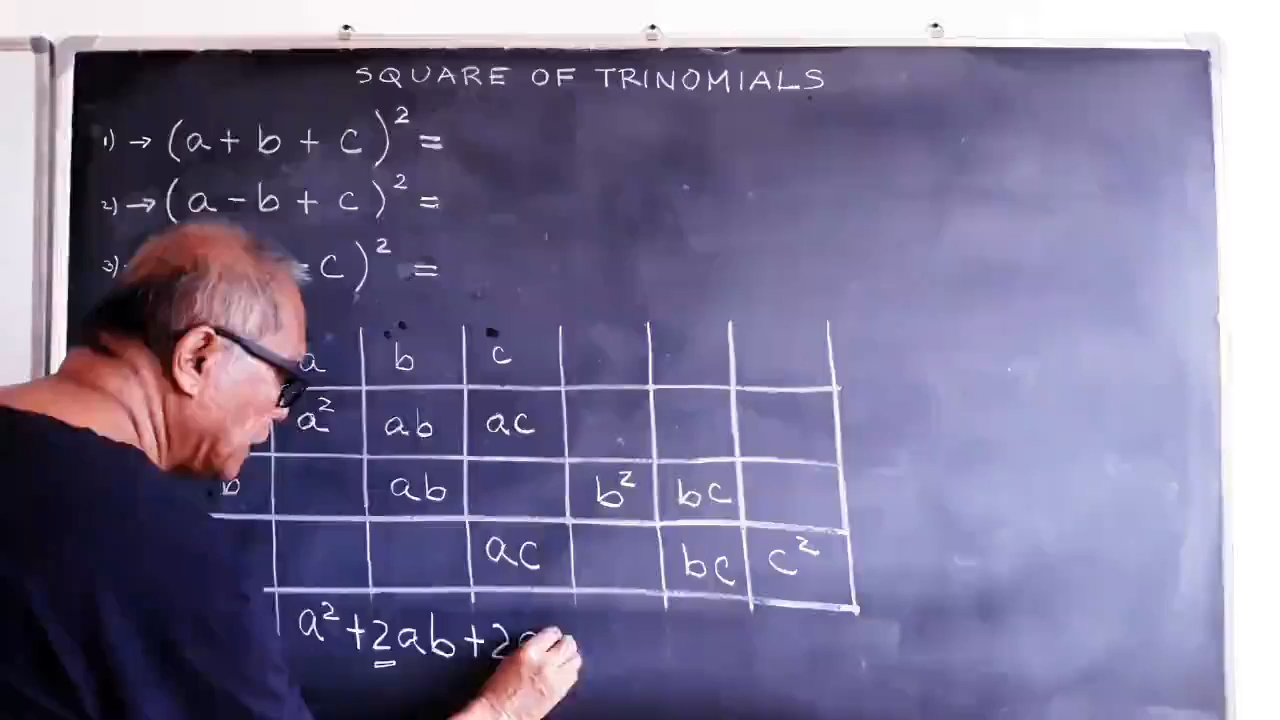 SQUARE OF TRINOMIALS
1) → (a + b + c)² =
2) → (a - b + c)² =
3) c)² =
a b c
a² ab ac
b ab b² bc
ac bc c²
a² + 2ab + 2